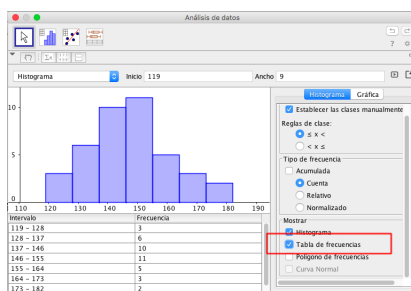 Análisis de datos
7
Histograma
Inicio 119
Ancho 9
Histograma Gráfica
Establecer las clases manualmente
Reglas de clase:
≤ x <
< x ≤
Tipo de frecuencia
Acumulada
Cuenta
Relativo
Normalizado
Mostrar
Histograma
Tabla de frecuencias
Polígono de frecuencias
Curva Normal
10
5
0
110 120 130 140 150 160 170 180 190
Intervalo Frecuencia
119 - 128 3
128 - 137 6
137 - 146 10
146 - 155 11
155 - 164 5
164 - 173 3
173 - 182 2